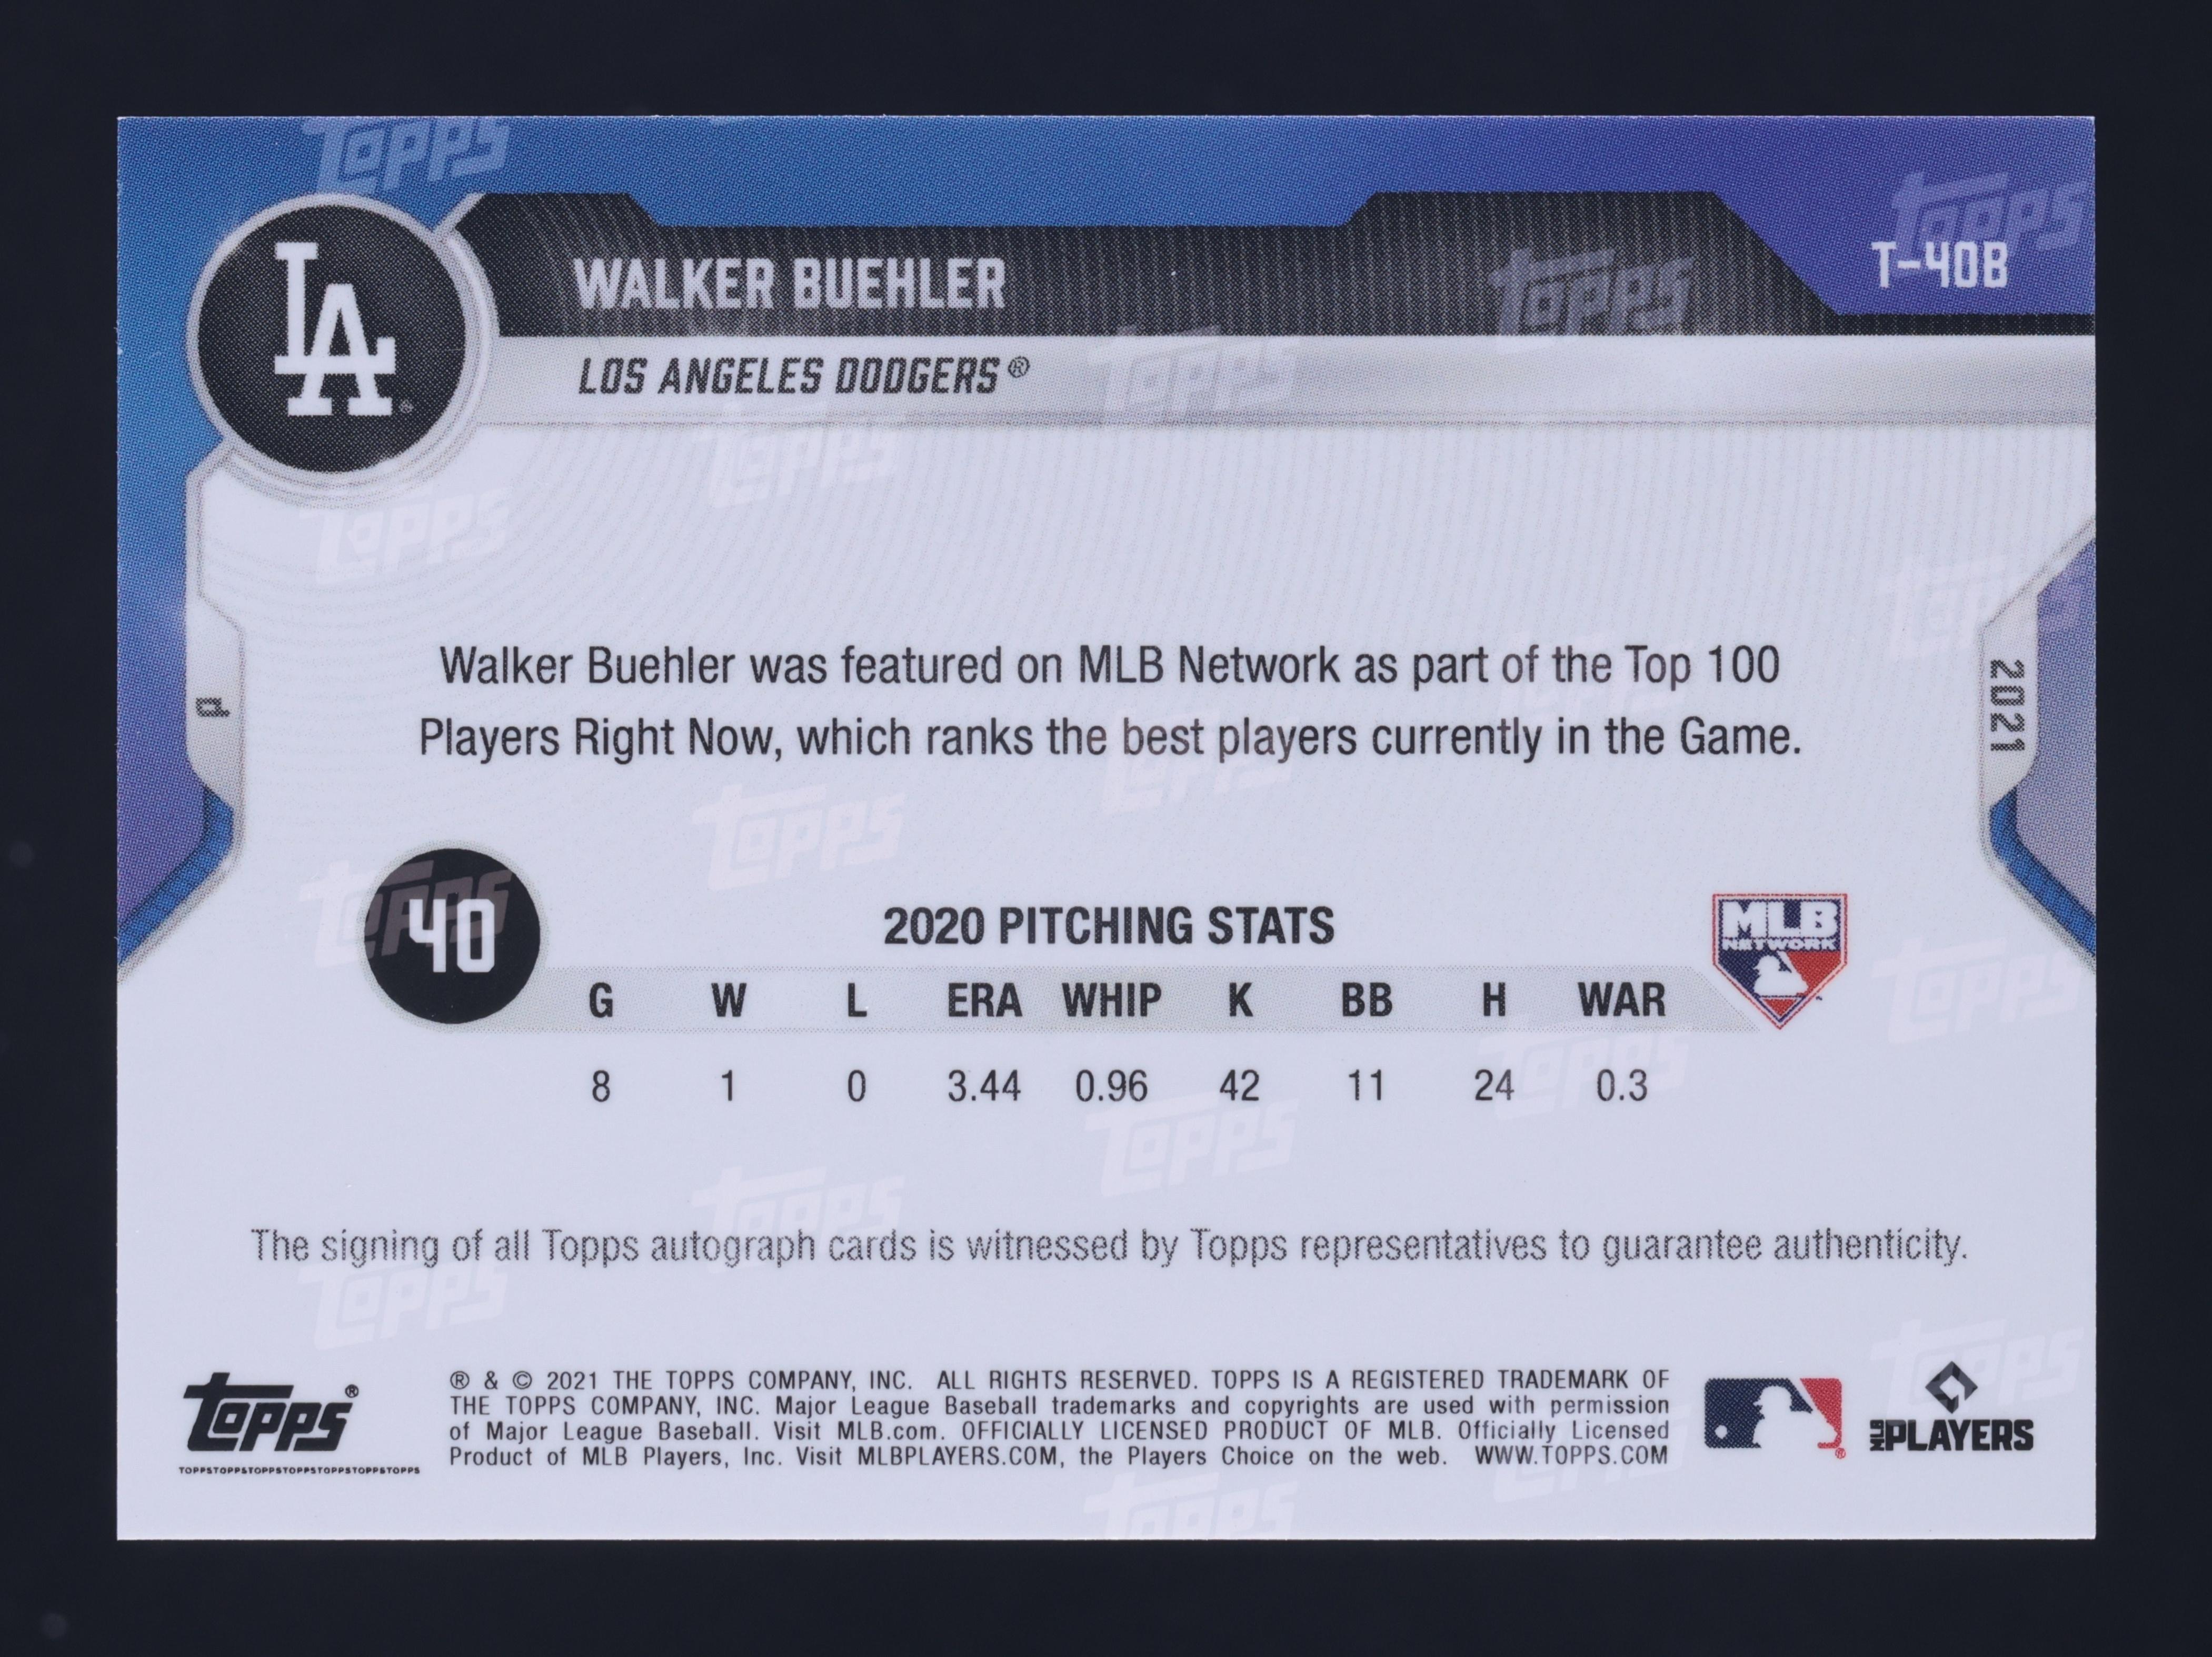 WALKER BUEHLER
T-40B
LOS ANGELES DODGERS®
LA
P
2021
Walker Buehler was featured on MLB Network as part of the Top 100
Players Right Now, which ranks the best players currently in the Game.
40
2020 PITCHING STATS
MLB
NETWORK
G W L ERA WHIP K BB H WAR
8 1 0 3.44 0.96 42 11 24 0.3
The signing of all Topps autograph cards is witnessed by Topps representatives to guarantee authenticity.
Topps®
TOPPSTOPPSTOPPSTOPPSTOPPSTOPPSTOPPS
® & © 2021 THE TOPPS COMPANY, INC. ALL RIGHTS RESERVED. TOPPS IS A REGISTERED TRADEMARK OF
THE TOPPS COMPANY, INC. Major League Baseball trademarks and copyrights are used with permission
of Major League Baseball. Visit MLB.com. OFFICIALLY LICENSED PRODUCT OF MLB. Officially Licensed
Product of MLB Players, Inc. Visit MLBPLAYERS.COM, the Players Choice on the web. WWW.TOPPS.COM
MLB PLAYERS